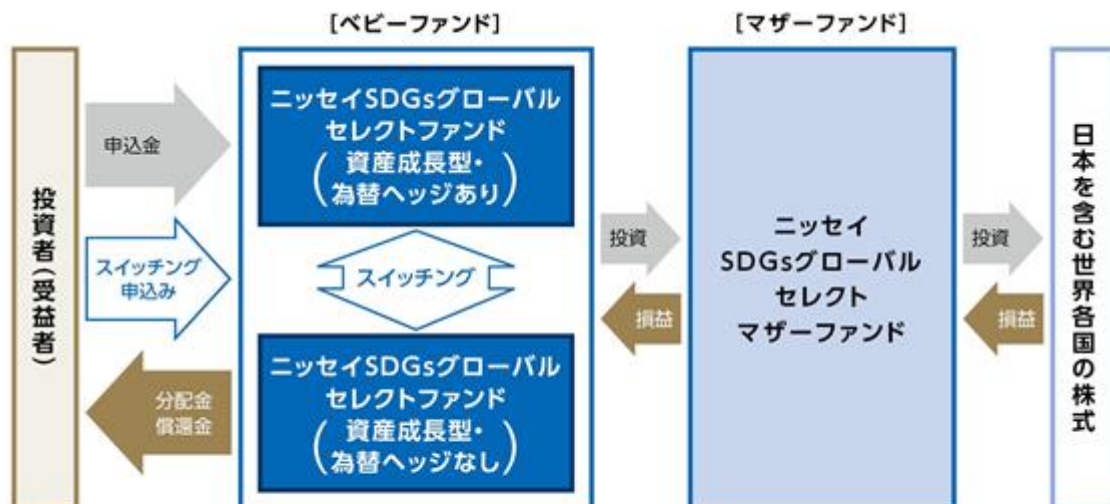 [ベビーファンド]
[マザーファンド]
投資者(受益者)
申込金
スイッチング
申込み
分配金
償還金
ニッセイSDGsグローバル
セレクトファンド
(資産成長型・
為替ヘッジあり)
スイッチング
ニッセイSDGsグローバル
セレクトファンド
(資産成長型・
為替ヘッジなし)
投資
損益
ニッセイ
SDGsグローバル
セレクト
マザーファンド
投資
損益
日本を含む世界各国の株式